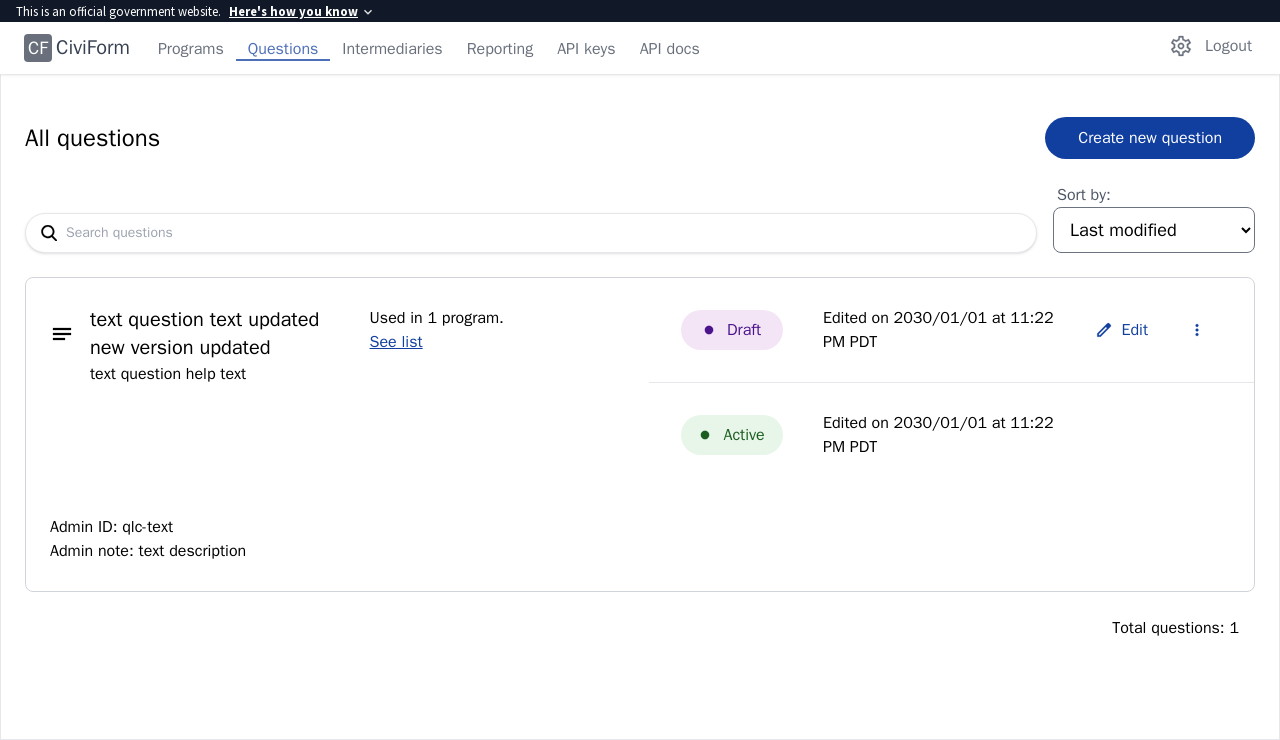 This is an official government website. Here's how you know
CF CiviForm Programs Questions Intermediaries Reporting API keys API docs Logout
All questions
Create new question
Sort by:
Search questions
Last modified
text question text updated
new version updated
text question help text
Used in 1 program.
See list
Draft
Edited on 2030/01/01 at 11:22
PM PDT
Edit
Active
Edited on 2030/01/01 at 11:22
PM PDT
Admin ID: qlc-text
Admin note: text description
Total questions: 1